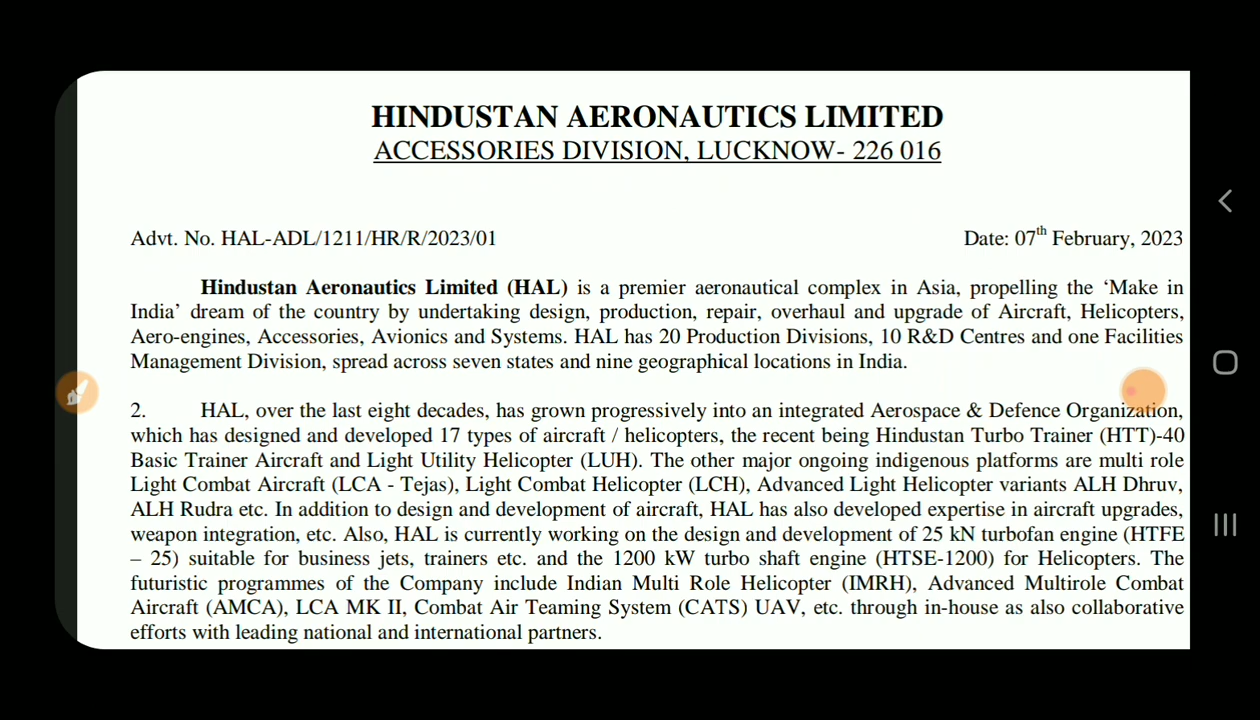 HINDUSTAN AERONAUTICS LIMITED
ACCESSORIES DIVISION, LUCKNOW- 226 016
Advt. No. HAL-ADL/1211/HR/R/2023/01 Date: 07th February, 2023
Hindustan Aeronautics Limited (HAL) is a premier aeronautical complex in Asia, propelling the ‘Make in
India’ dream of the country by undertaking design, production, repair, overhaul and upgrade of Aircraft, Helicopters,
Aero-engines, Accessories, Avionics and Systems. HAL has 20 Production Divisions, 10 R&D Centres and one Facilities
Management Division, spread across seven states and nine geographical locations in India.
2. HAL, over the last eight decades, has grown progressively into an integrated Aerospace & Defence Organization,
which has designed and developed 17 types of aircraft / helicopters, the recent being Hindustan Turbo Trainer (HTT)-40
Basic Trainer Aircraft and Light Utility Helicopter (LUH). The other major ongoing indigenous platforms are multi role
Light Combat Aircraft (LCA - Tejas), Light Combat Helicopter (LCH), Advanced Light Helicopter variants ALH Dhruv,
ALH Rudra etc. In addition to design and development of aircraft, HAL has also developed expertise in aircraft upgrades,
weapon integration, etc. Also, HAL is currently working on the design and development of 25 kN turbofan engine (HTFE
– 25) suitable for business jets, trainers etc. and the 1200 kW turbo shaft engine (HTSE-1200) for Helicopters. The
futuristic programmes of the Company include Indian Multi Role Helicopter (IMRH), Advanced Multirole Combat
Aircraft (AMCA), LCA MK II, Combat Air Teaming System (CATS) UAV, etc. through in-house as also collaborative
efforts with leading national and international partners.